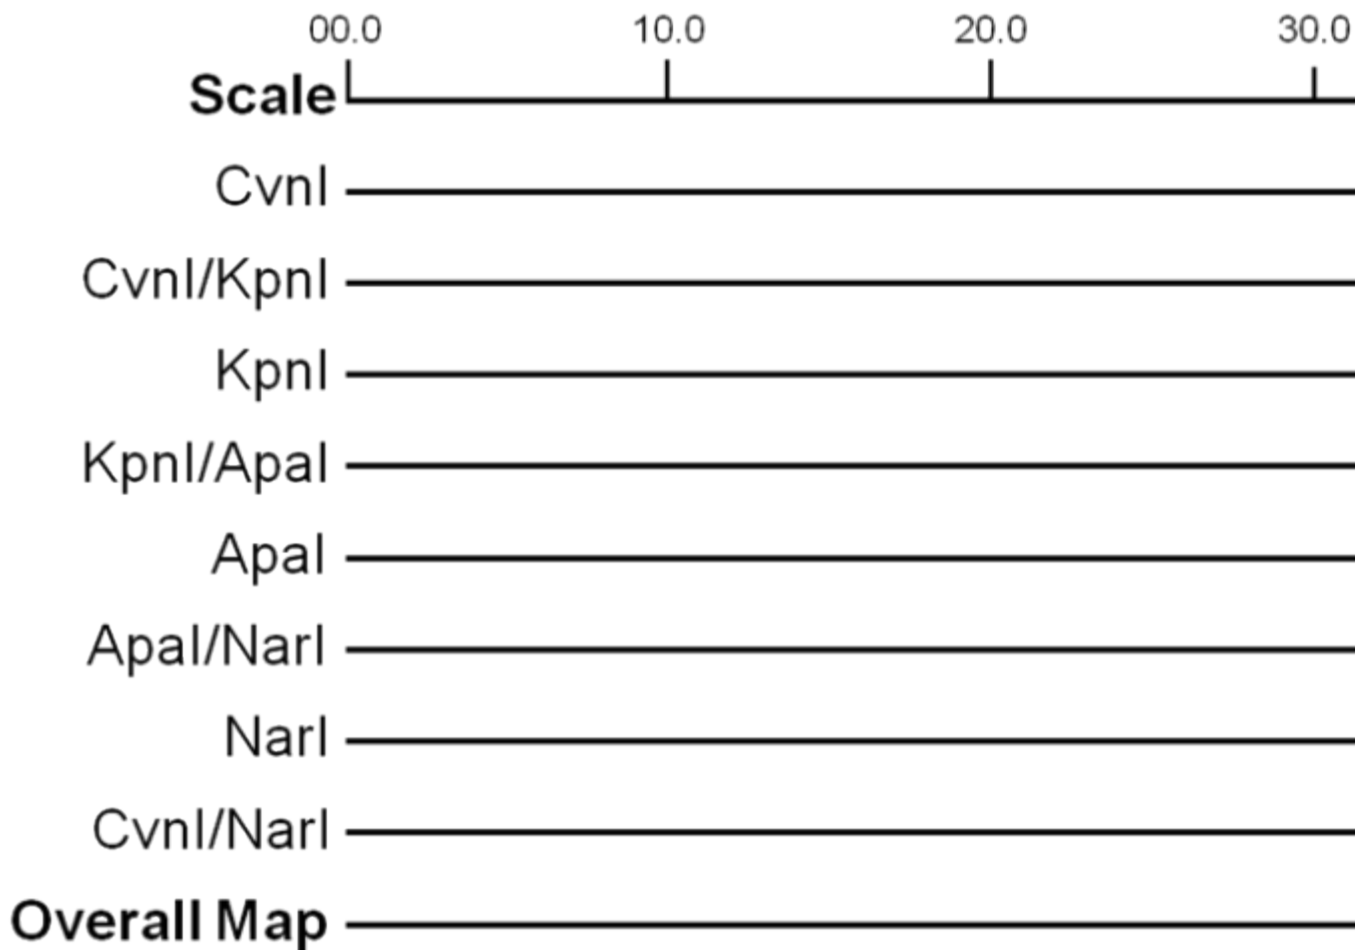 00.0 10.0 20.0 30.0
Scale
CvnI
CvnI/KpnI
KpnI
KpnI/ApaI
ApaI
ApaI/NarI
NarI
CvnI/NarI
Overall Map